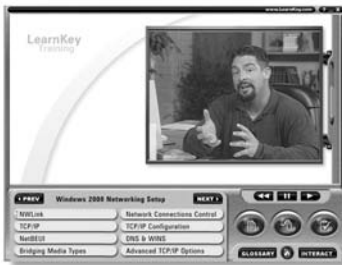 www.LearnKey.com
LearnKey
Training
PREV Windows 2000 Networking Setup NEXT
NWLink Network Connections Control
TCP/IP TCP/IP Configuration
NetBEUI DNS & WINS
Bridging Media Types Advanced TCP/IP Options
GLOSSARY INTERACT